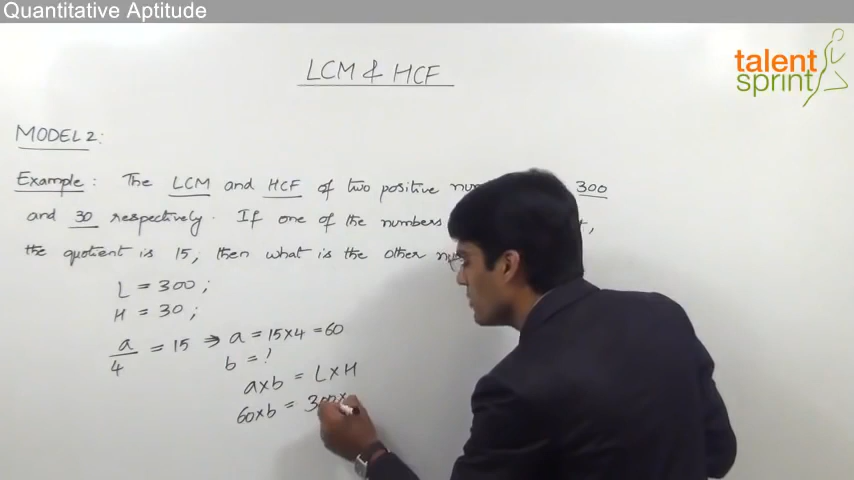 Quantitative Aptitude
talent
sprint
LCM & HCF
MODEL 2:
Example: The LCM and HCF of two positive 300
and 30 respectively. If one of the numbers
the quotient is 15, then what is the other
L = 300;
H = 30;
a/4 = 15 ⇒ a = 15×4 = 60
b = ?
a×b = L×H
60×b = 300×